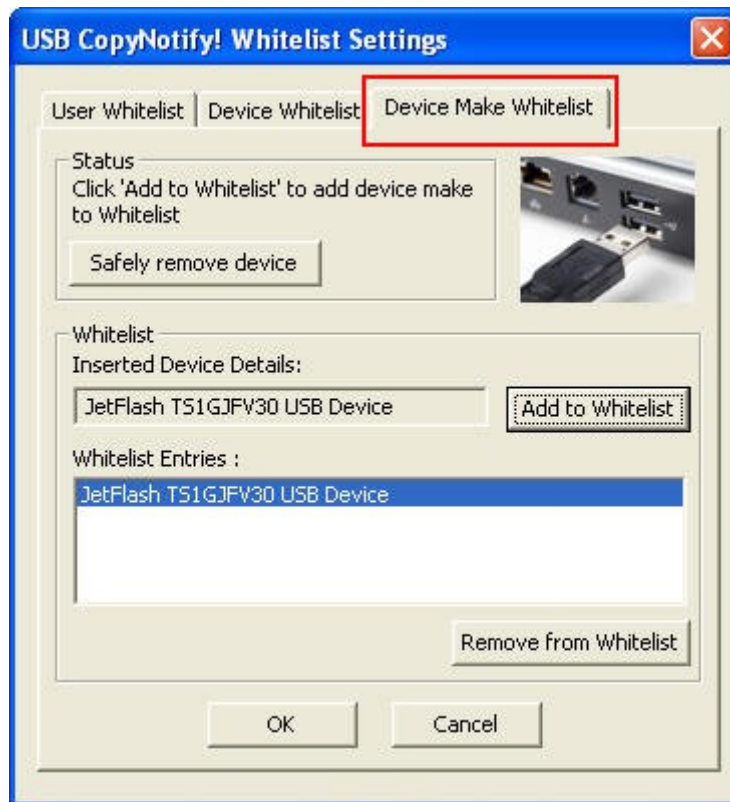 USB CopyNotify! Whitelist Settings
User Whitelist
Device Whitelist
Device Make Whitelist
Status
Click 'Add to Whitelist' to add device make
to Whitelist
Safely remove device
Whitelist
Inserted Device Details:
JetFlash TS1GJFV30 USB Device
Add to Whitelist
Whitelist Entries :
JetFlash TS1GJFV30 USB Device
Remove from Whitelist
OK
Cancel